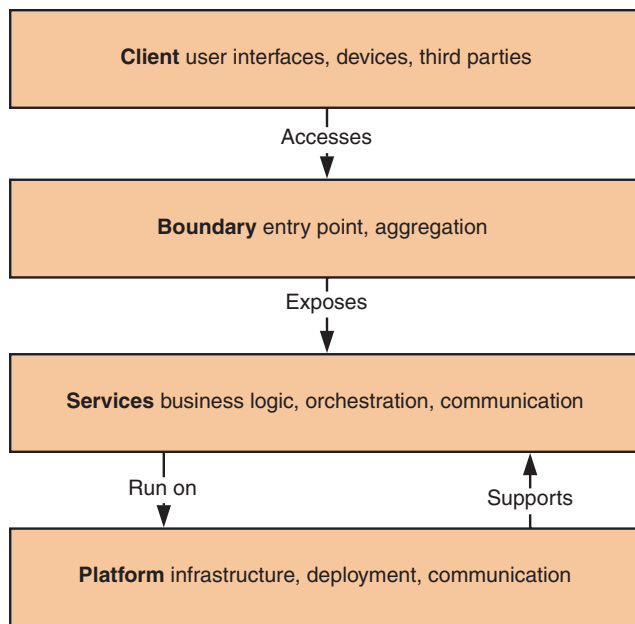 Client user interfaces, devices, third parties
Accesses
Boundary entry point, aggregation
Exposes
Services business logic, orchestration, communication
Run on
Supports
Platform infrastructure, deployment, communication